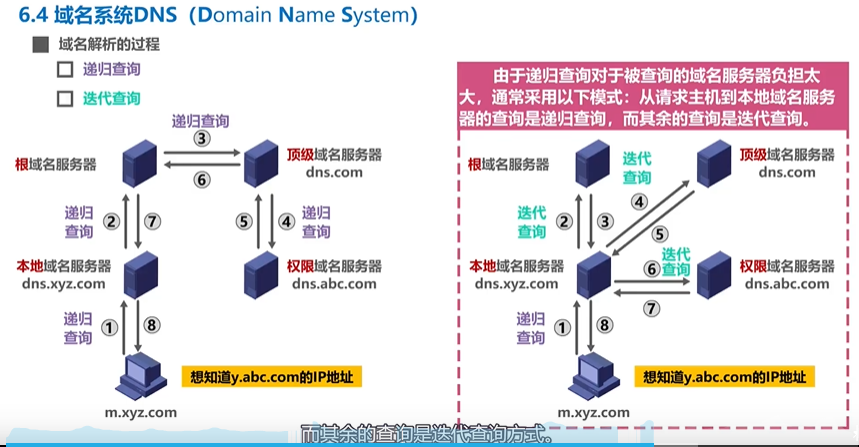 6.4 域名系统DNS（Domain Name System）
域名解析的过程
递归查询
迭代查询
递归查询
③
⑥
根域名服务器
顶级域名服务器
dns.com
递归
查询
②
⑦
⑤
④
递归
查询
本地域名服务器
dns.xyz.com
权限域名服务器
dns.abc.com
递归
查询
①
⑧
想知道y.abc.com的IP地址
m.xyz.com
由于递归查询对于被查询的域名服务器负担太
大，通常采用以下模式：从请求主机到本地域名服务
器的查询是递归查询，而其余的查询是迭代查询。
根域名服务器
迭代
查询
顶级域名服务器
dns.com
迭代
查询
②
③
④
⑤
本地域名服务器
dns.xyz.com
迭代
查询
⑥
⑦
权限域名服务器
dns.abc.com
递归
查询
①
⑧
想知道y.abc.com的IP地址
m.xyz.com
而其余的查询是迭代查询方式。